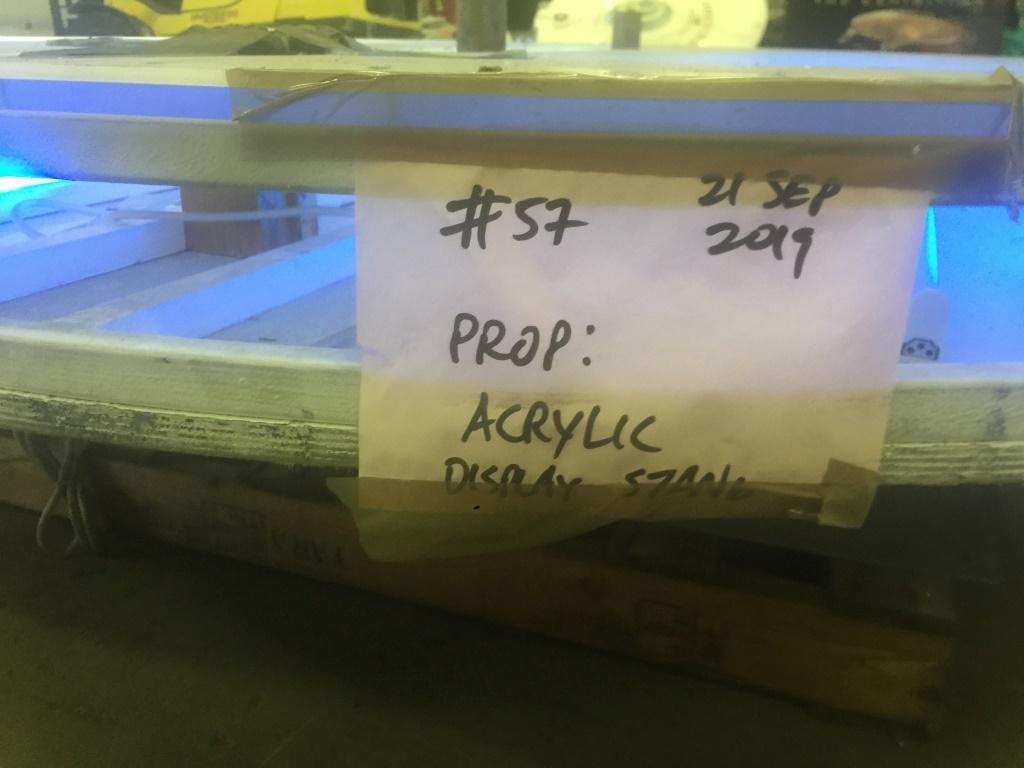 #57
21 SEP
2019
PROP:
ACRYLIC
DISPLAY STAND